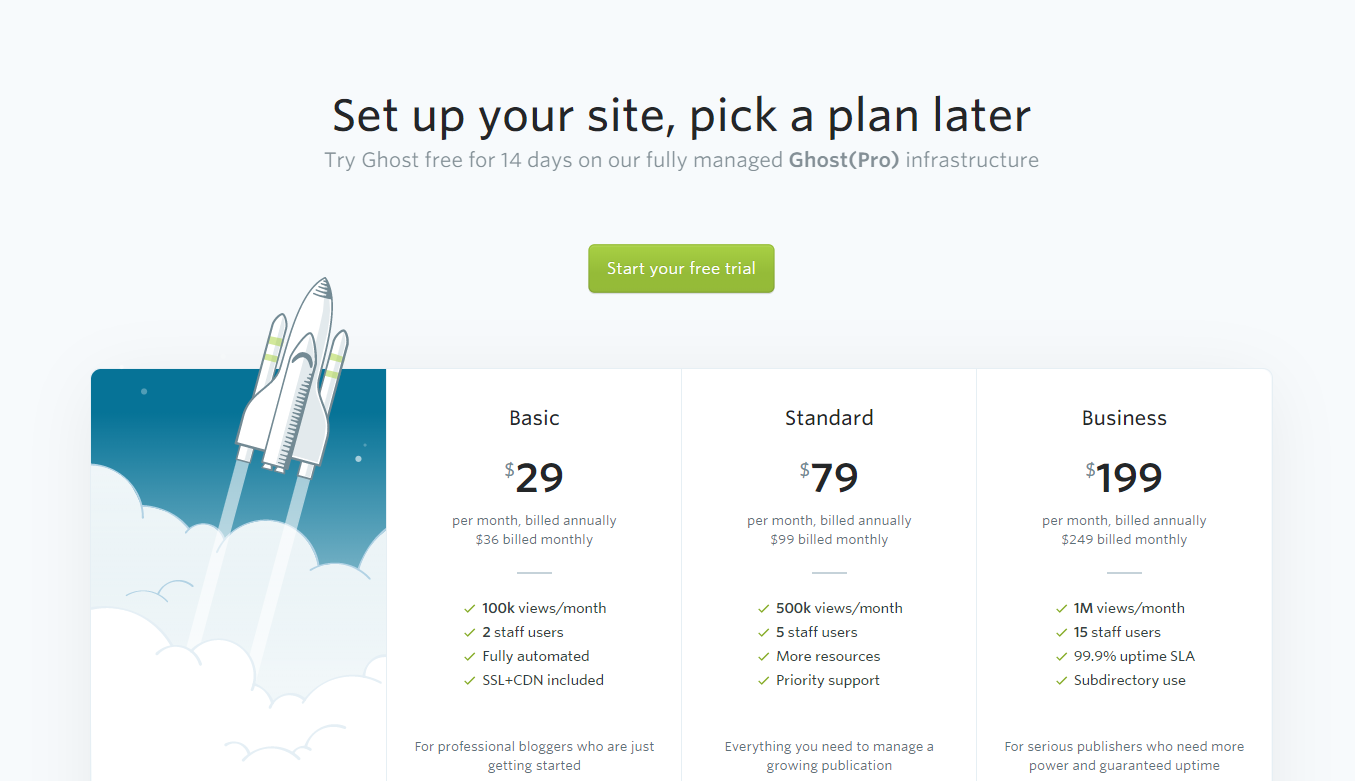 Set up your site, pick a plan later
Try Ghost free for 14 days on our fully managed Ghost(Pro) infrastructure
Start your free trial
Basic
$29
per month, billed annually
$36 billed monthly
100k views/month
2 staff users
Fully automated
SSL+CDN included
For professional bloggers who are just
getting started
Standard
$79
per month, billed annually
$99 billed monthly
500k views/month
5 staff users
More resources
Priority support
Everything you need to manage a
growing publication
Business
$199
per month, billed annually
$249 billed monthly
1M views/month
15 staff users
99.9% uptime SLA
Subdirectory use
For serious publishers who need more
power and guaranteed uptime